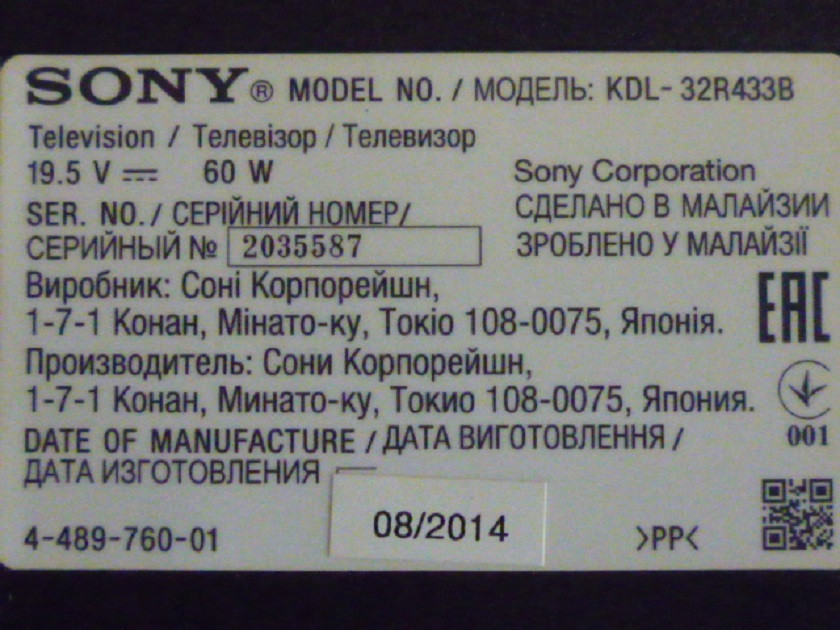 SONY® MODEL NO. / МОДЕЛЬ: KDL-32R433B
Television / Телевізор / Телевизор
19.5 V ⎓ 60 W
Sony Corporation
SER. NO. / СЕРІЙНИЙ НОМЕР/
СДЕЛАНО В МАЛАЙЗИИ
СЕРИЙНЫЙ № 2035587
ЗРОБЛЕНО У МАЛАЙЗІЇ
Виробник: Соні Корпорейшн,
1-7-1 Конан, Мінато-ку, Токіо 108-0075, Японія.
EAC
Производитель: Сони Корпорейшн,
1-7-1 Конан, Минато-ку, Токио 108-0075, Япония.
001
DATE OF MANUFACTURE / ДАТА ВИГОТОВЛЕННЯ /
ДАТА ИЗГОТОВЛЕНИЯ
08/2014
4-489-760-01
>PP<